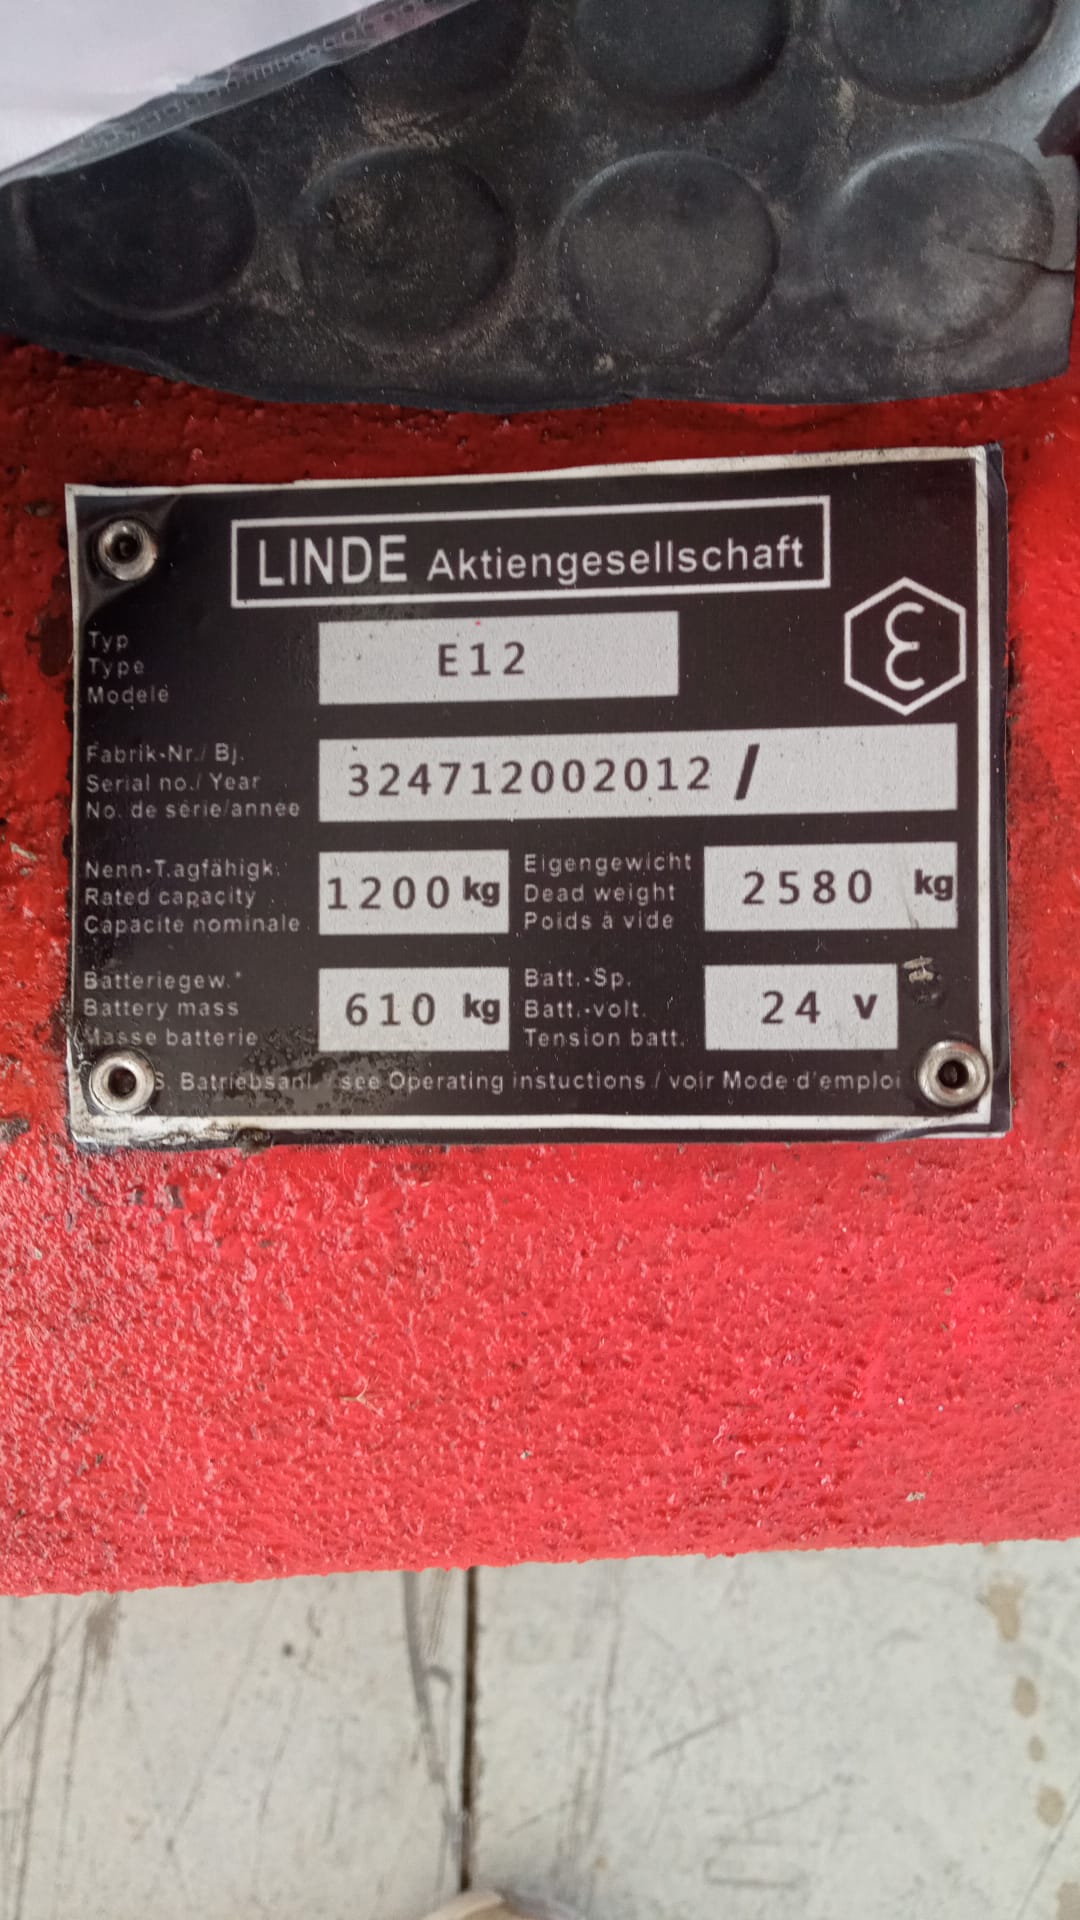 LINDE Aktiengesellschaft
Typ
Type
Modele
E12
Fabrik-Nr./ Bj.
Serial no./ Year
No. de serie/annee
324712002012 /
Nenn-T.agfähigk.
Rated capacity
Capacite nominale
1200 kg
Eigengewicht
Dead weight
Poids à vide
2580 kg
Batteriegew.*
Battery mass
Masse batterie
610 kg
Batt.-Sp.
Batt.-volt.
Tension batt.
24 v
S. Batriebsanl. / see Operating instuctions / voir Mode d'emploi